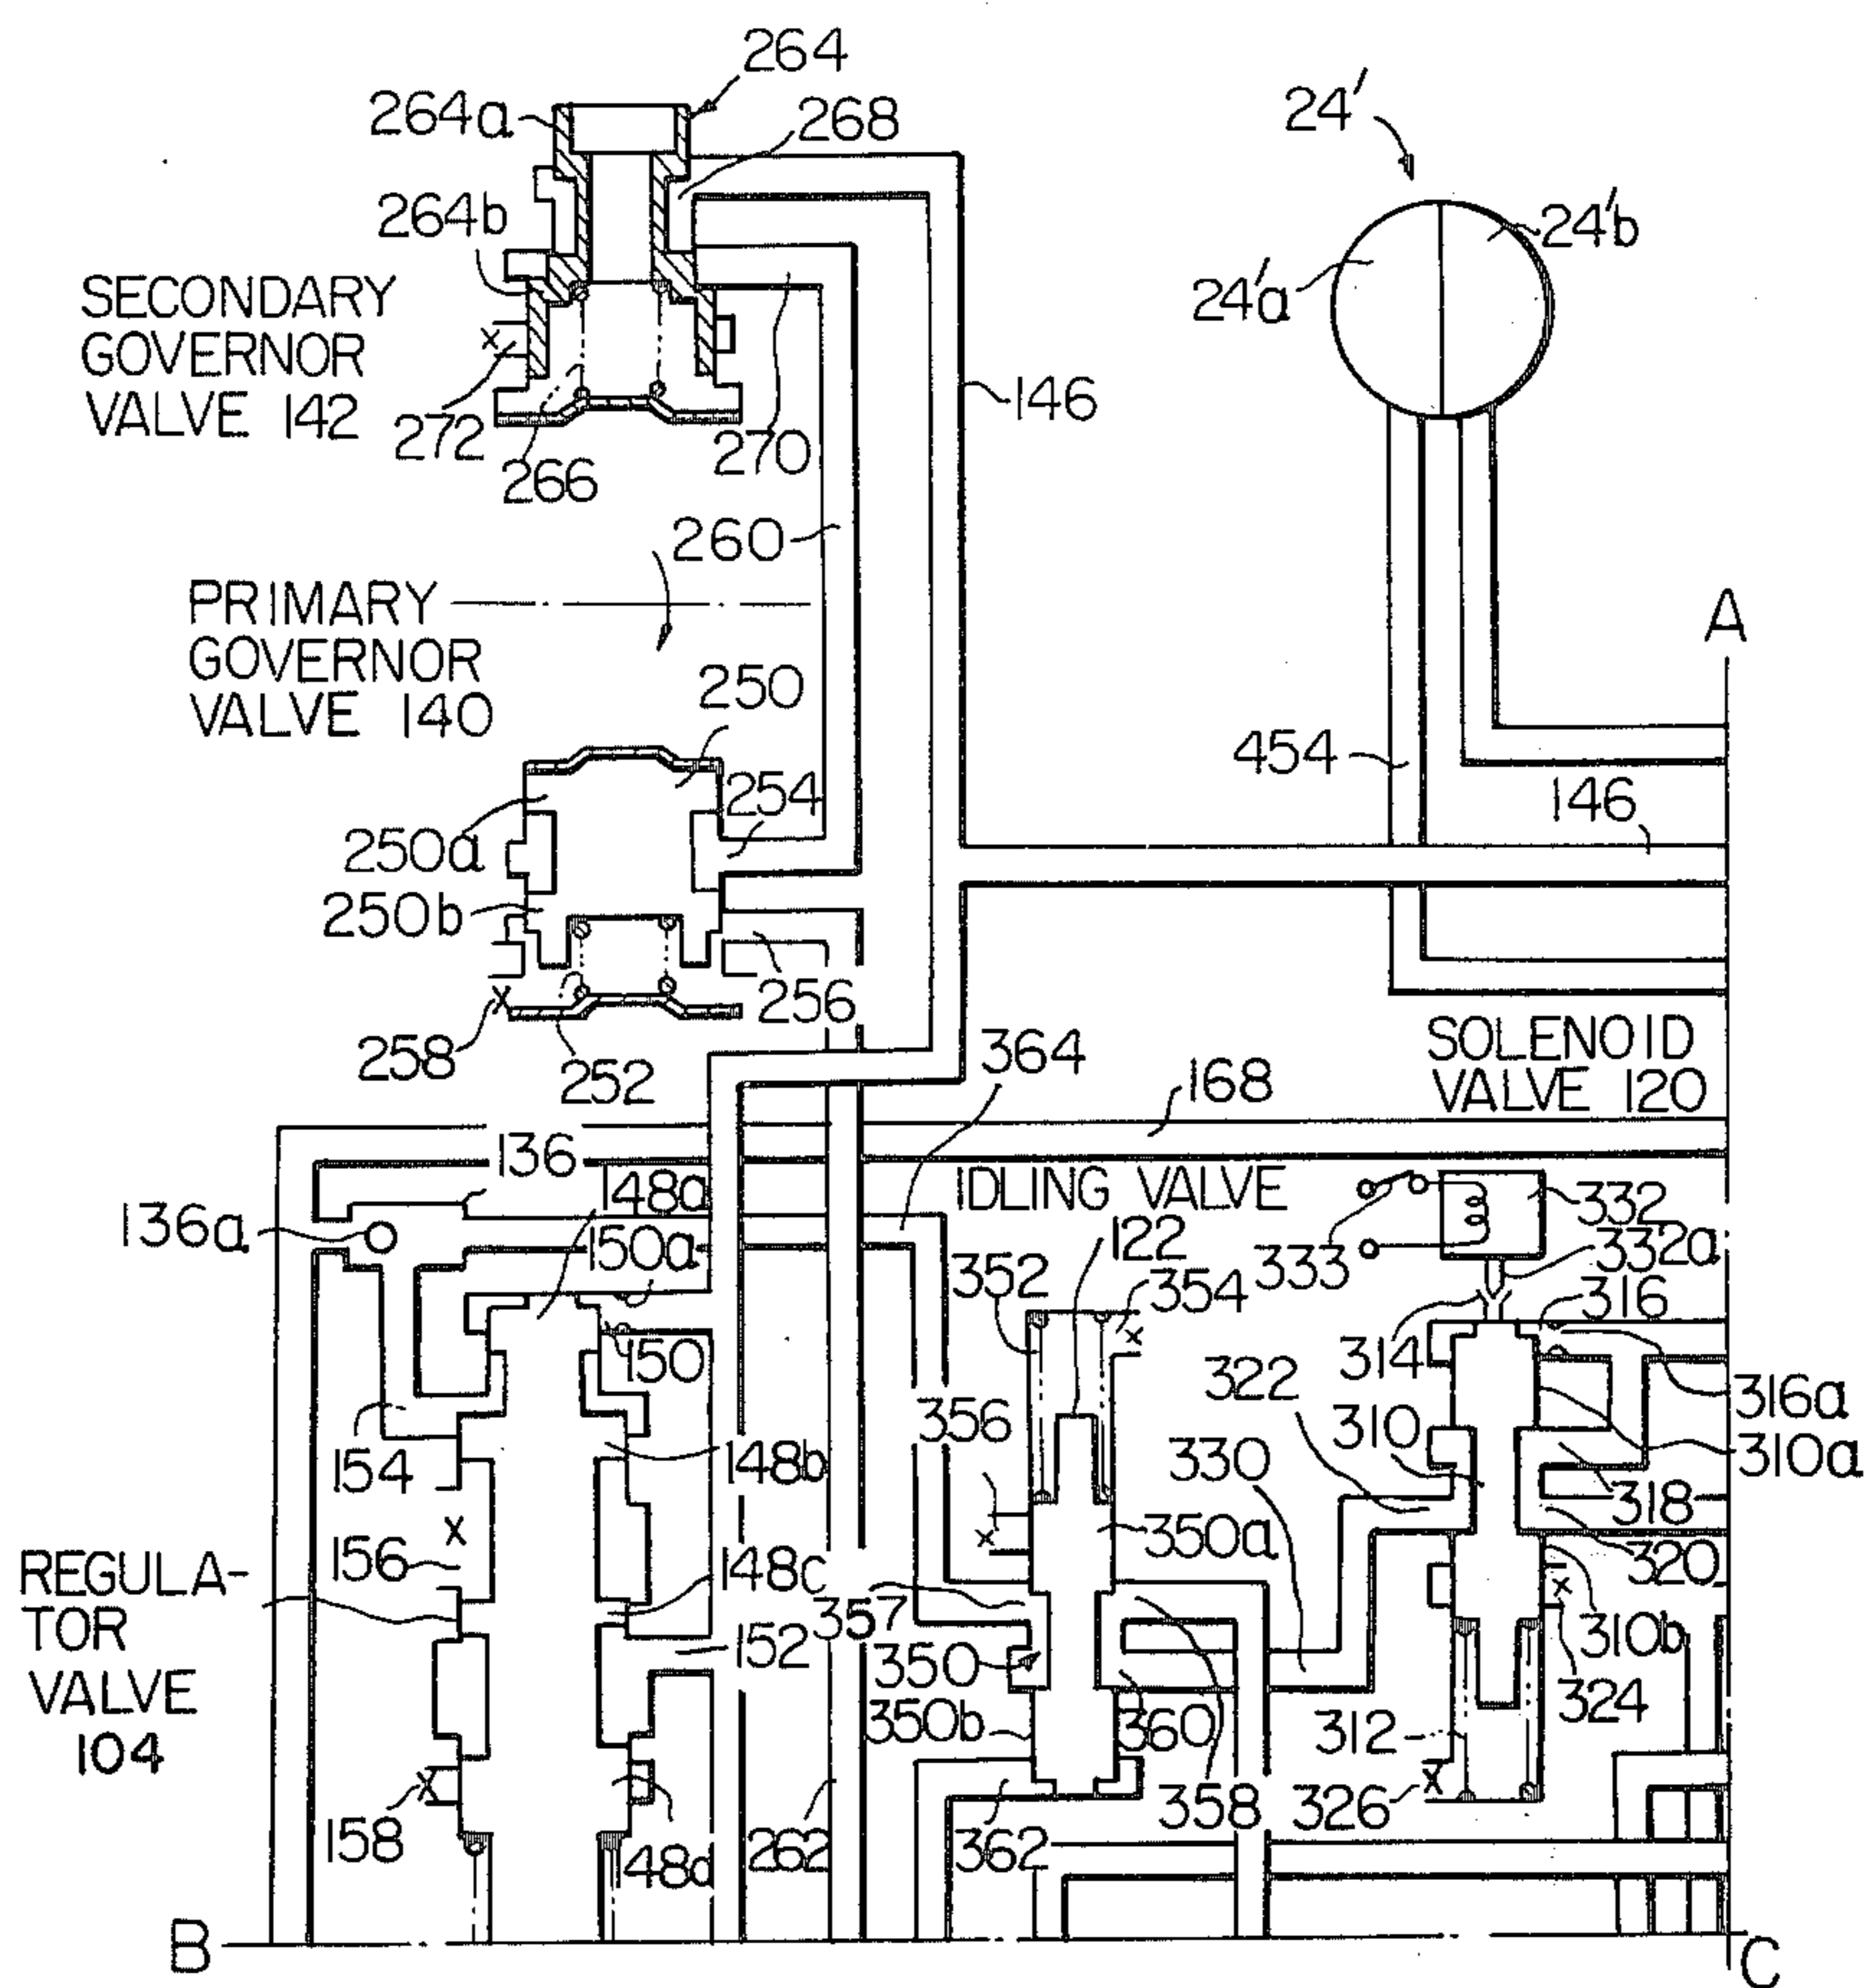 264
264a
268
264b
SECONDARY
GOVERNOR
VALVE 142
x
272
266
270
146
24'
24'b
24'a
260
PRIMARY
GOVERNOR
VALVE 140
250
254
250a
250b
256
x
258
252
454
146
A
364
168
SOLENOID
VALVE 120
136
148a
136a
150a
150
IDLING VALVE
122
352
354
x
333
332
332a
316
314
316a
310a
322
310
318
356
x
330
320
154
148b
x
156
350a
REGULA-
TOR
VALVE
104
148c
357
152
350
350b
360
358
x
310b
324
312
x
326
x
158
148d
262
362
B
C